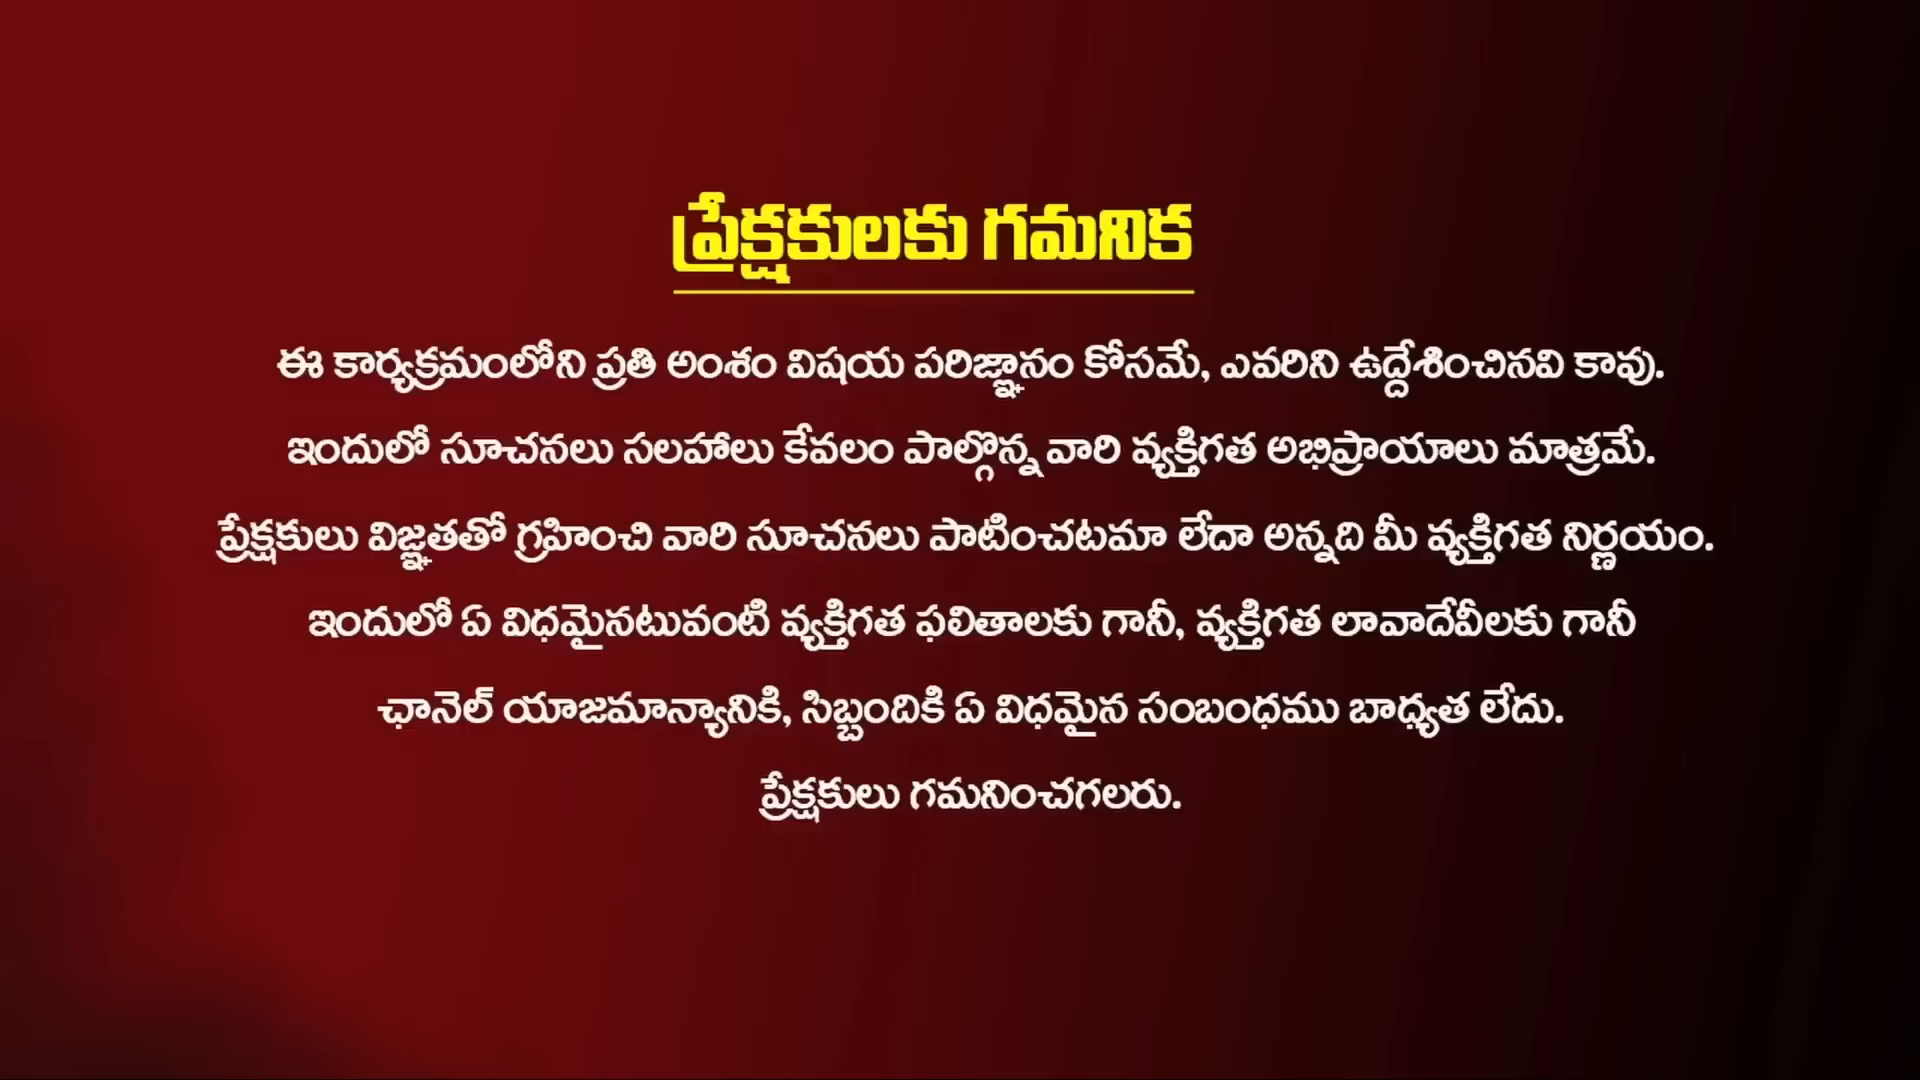 ప్రేక్షకులకు గమనిక
ఈ కార్యక్రమంలోని ప్రతి అంశం విషయ పరిజ్ఞానం కోసమే, ఎవరిని ఉద్దేశించినవి కావు.
ఇందులో సూచనలు సలహాలు కేవలం పాల్గొన్న వారి వ్యక్తిగత అభిప్రాయాలు మాత్రమే.
ప్రేక్షకులు విజ్ఞతతో గ్రహించి వారి సూచనలు పాటించటమా లేదా అన్నది మీ వ్యక్తిగత నిర్ణయం.
ఇందులో ఏ విధమైనటువంటి వ్యక్తిగత ఫలితాలకు గానీ, వ్యక్తిగత లావాదేవీలకు గానీ
ఛానెల్ యాజమాన్యానికి, సిబ్బందికి ఏ విధమైన సంబంధము బాధ్యత లేదు.
ప్రేక్షకులు గమనించగలరు.